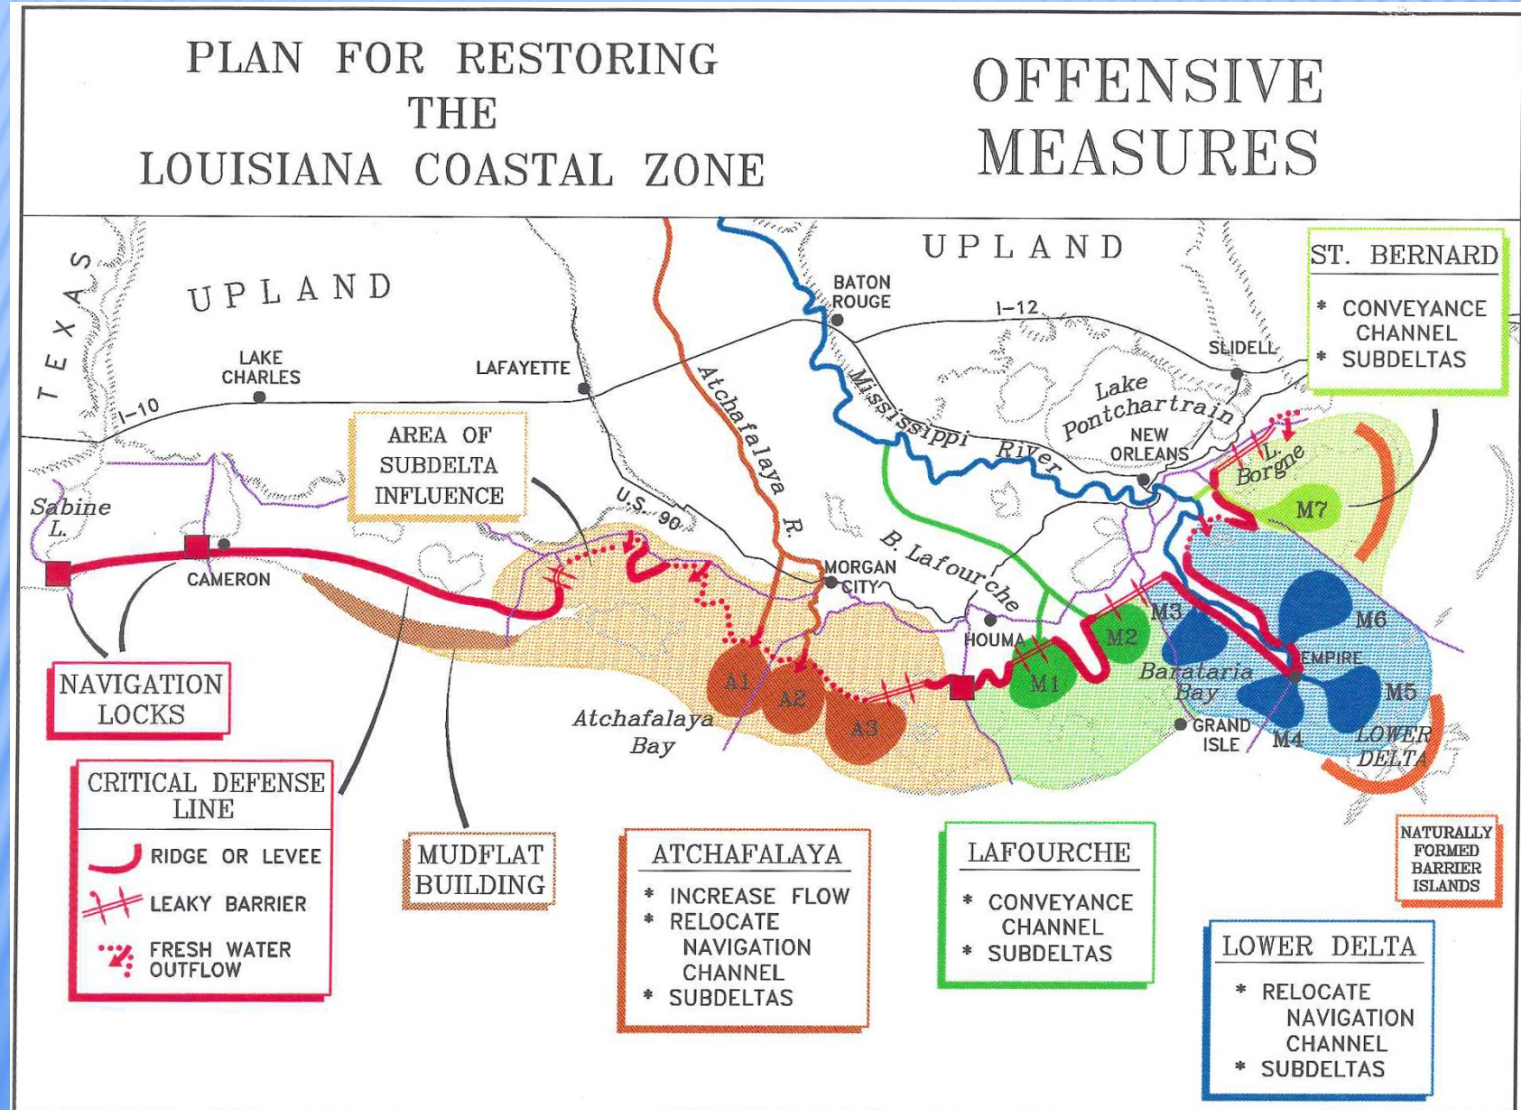 PLAN FOR RESTORING
THE
LOUISIANA COASTAL ZONE
OFFENSIVE
MEASURES
TEXAS
UPLAND
UPLAND
ST. BERNARD
* CONVEYANCE
CHANNEL
* SUBDELTAS
BATON
ROUGE
I-12
SLIDELL
LAKE
CHARLES
LAFAYETTE
I-10
Atchafalaya R.
Mississippi River
Lake
Pontchartrain
NEW
ORLEANS
L.
Borgne
AREA OF
SUBDELTA
INFLUENCE
U.S. 90
Sabine
L.
CAMERON
MORGAN
CITY
B. Lafourche
HOUMA
M7
M3
M6
M2
M1
EMPIRE
Barataria
Bay
M5
M4
GRAND
ISLE
LOWER
DELTA
A1
A2
A3
Atchafalaya
Bay
NAVIGATION
LOCKS
CRITICAL DEFENSE
LINE
RIDGE OR LEVEE
LEAKY BARRIER
FRESH WATER
OUTFLOW
MUDFLAT
BUILDING
ATCHAFALAYA
* INCREASE FLOW
* RELOCATE
NAVIGATION
CHANNEL
* SUBDELTAS
LAFOURCHE
* CONVEYANCE
CHANNEL
* SUBDELTAS
NATURALLY
FORMED
BARRIER
ISLANDS
LOWER DELTA
* RELOCATE
NAVIGATION
CHANNEL
* SUBDELTAS